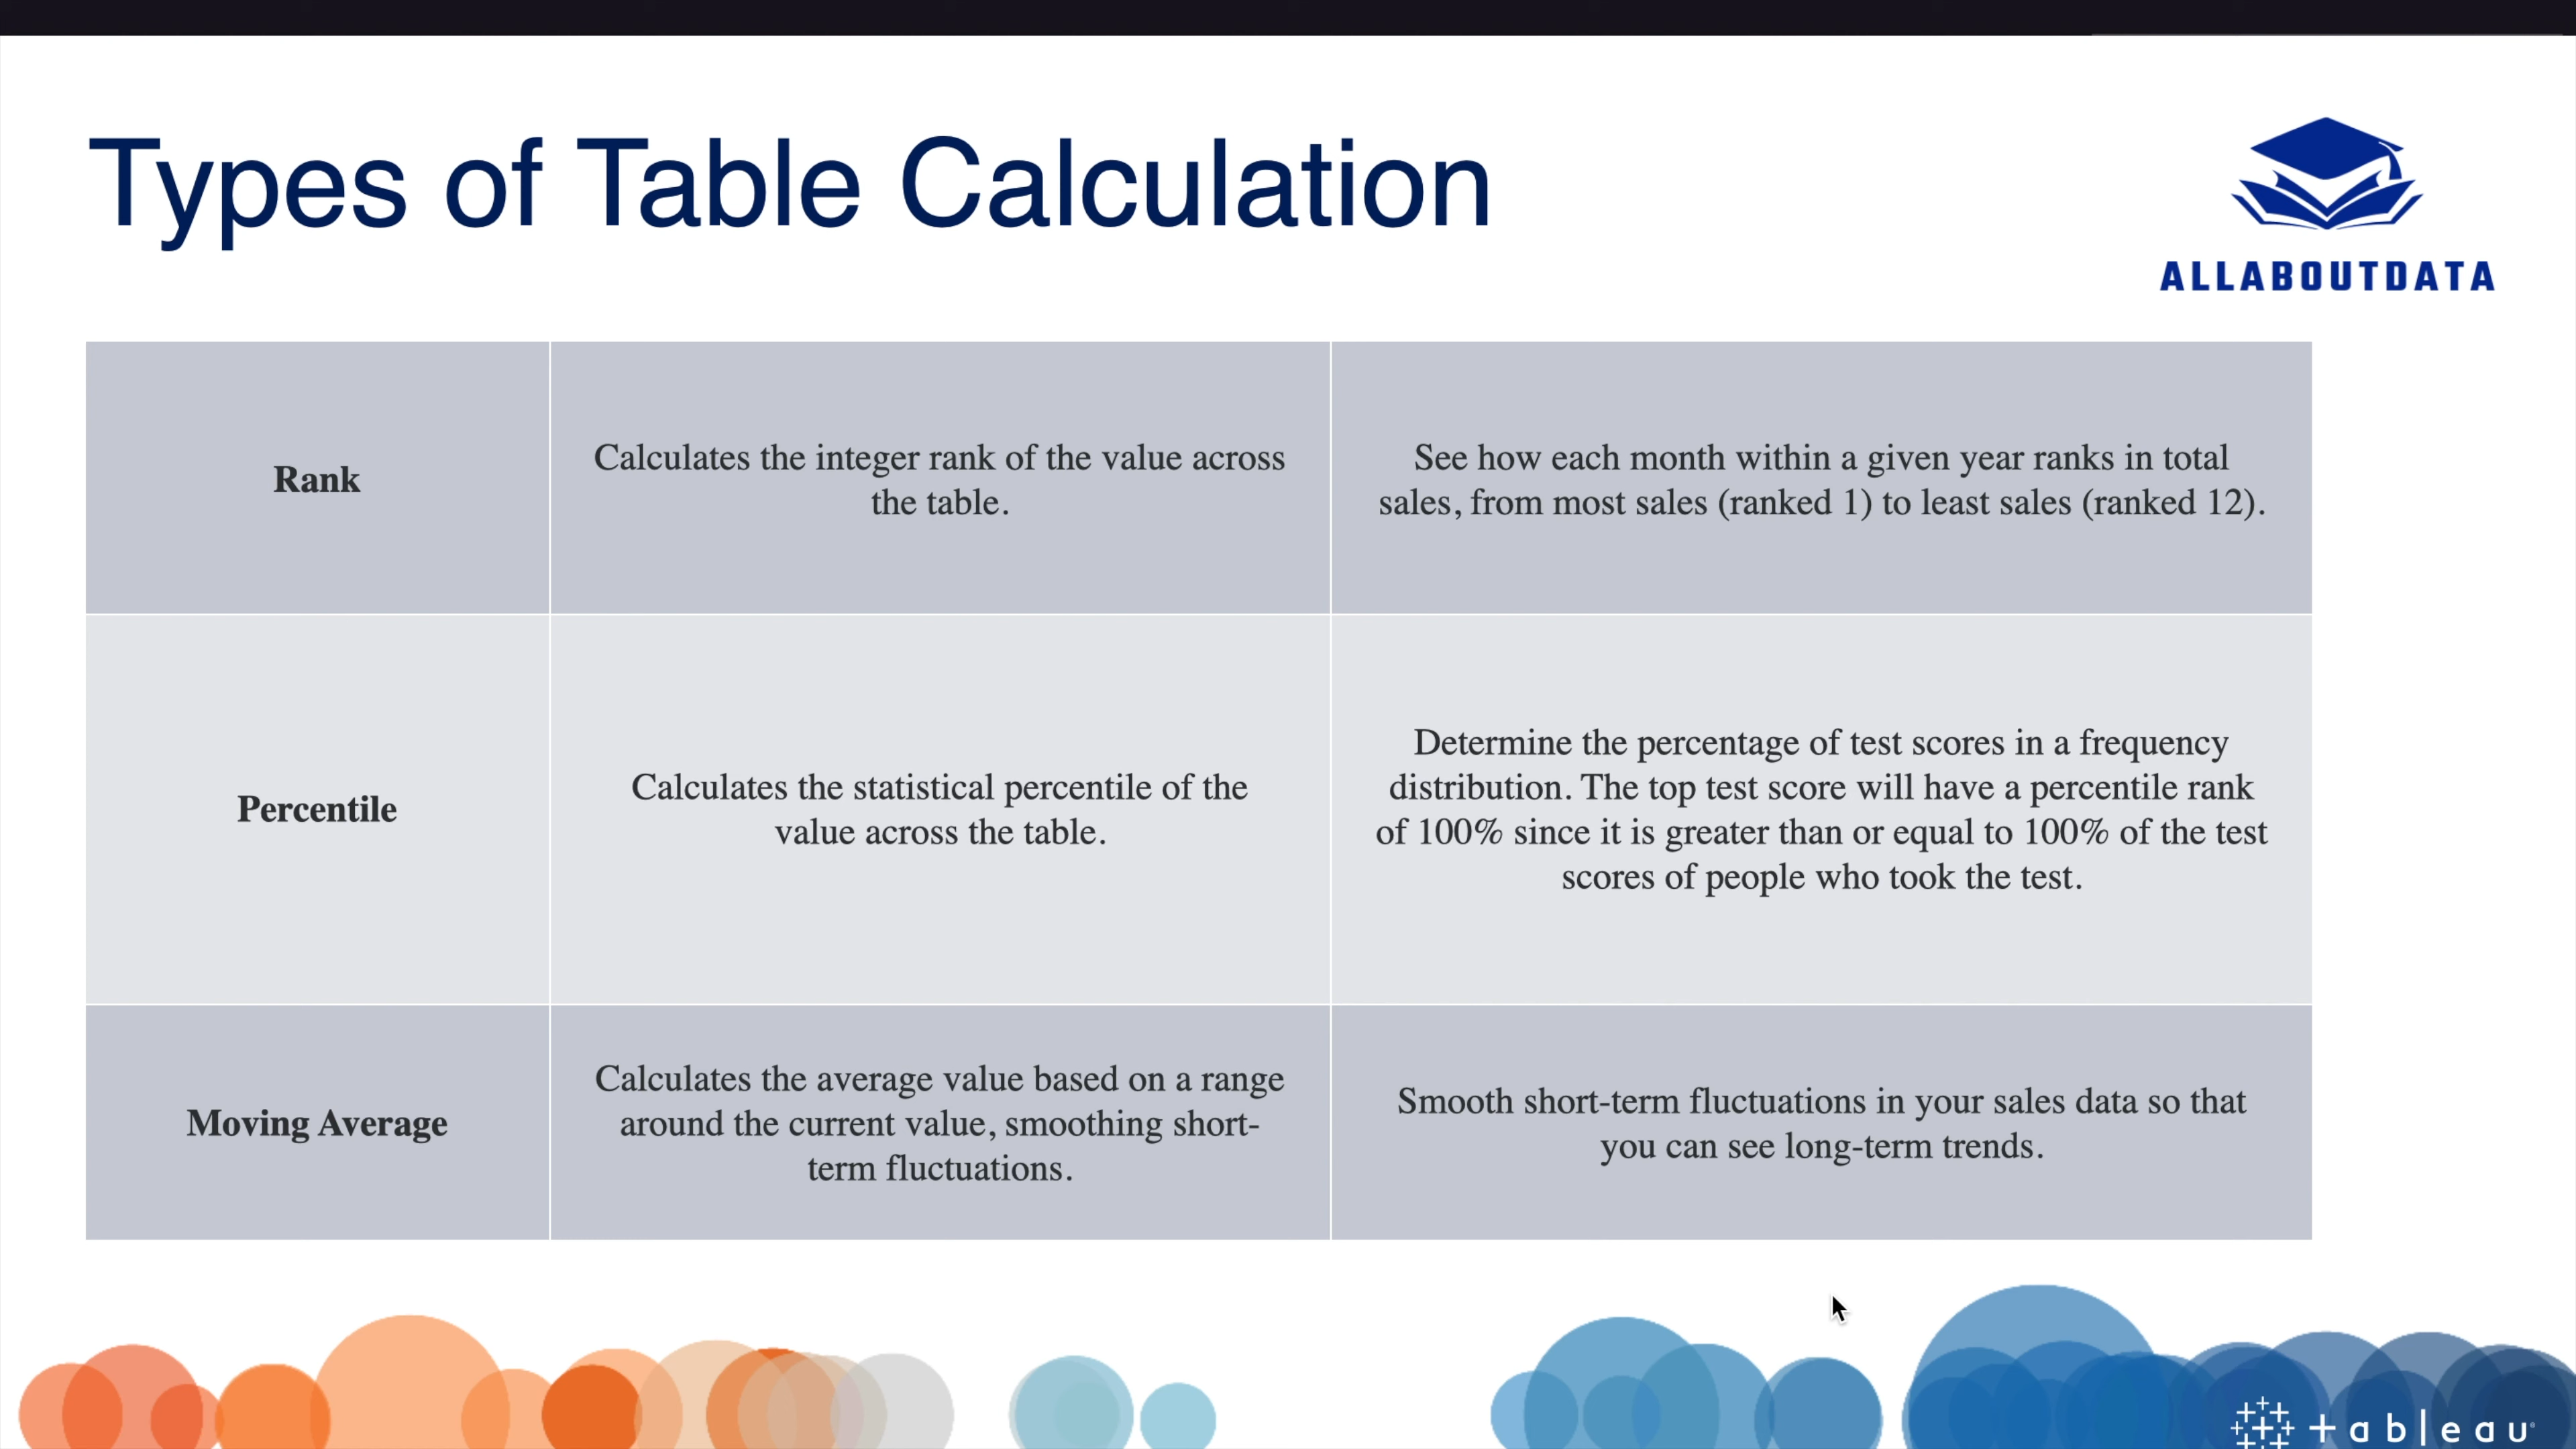 Types of Table Calculation
ALLABOUTDATA
Rank
Calculates the integer rank of the value across
the table.
See how each month within a given year ranks in total
sales, from most sales (ranked 1) to least sales (ranked 12).
Percentile
Calculates the statistical percentile of the
value across the table.
Determine the percentage of test scores in a frequency
distribution. The top test score will have a percentile rank
of 100% since it is greater than or equal to 100% of the test
scores of people who took the test.
Moving Average
Calculates the average value based on a range
around the current value, smoothing short-
term fluctuations.
Smooth short-term fluctuations in your sales data so that
you can see long-term trends.
+ableau